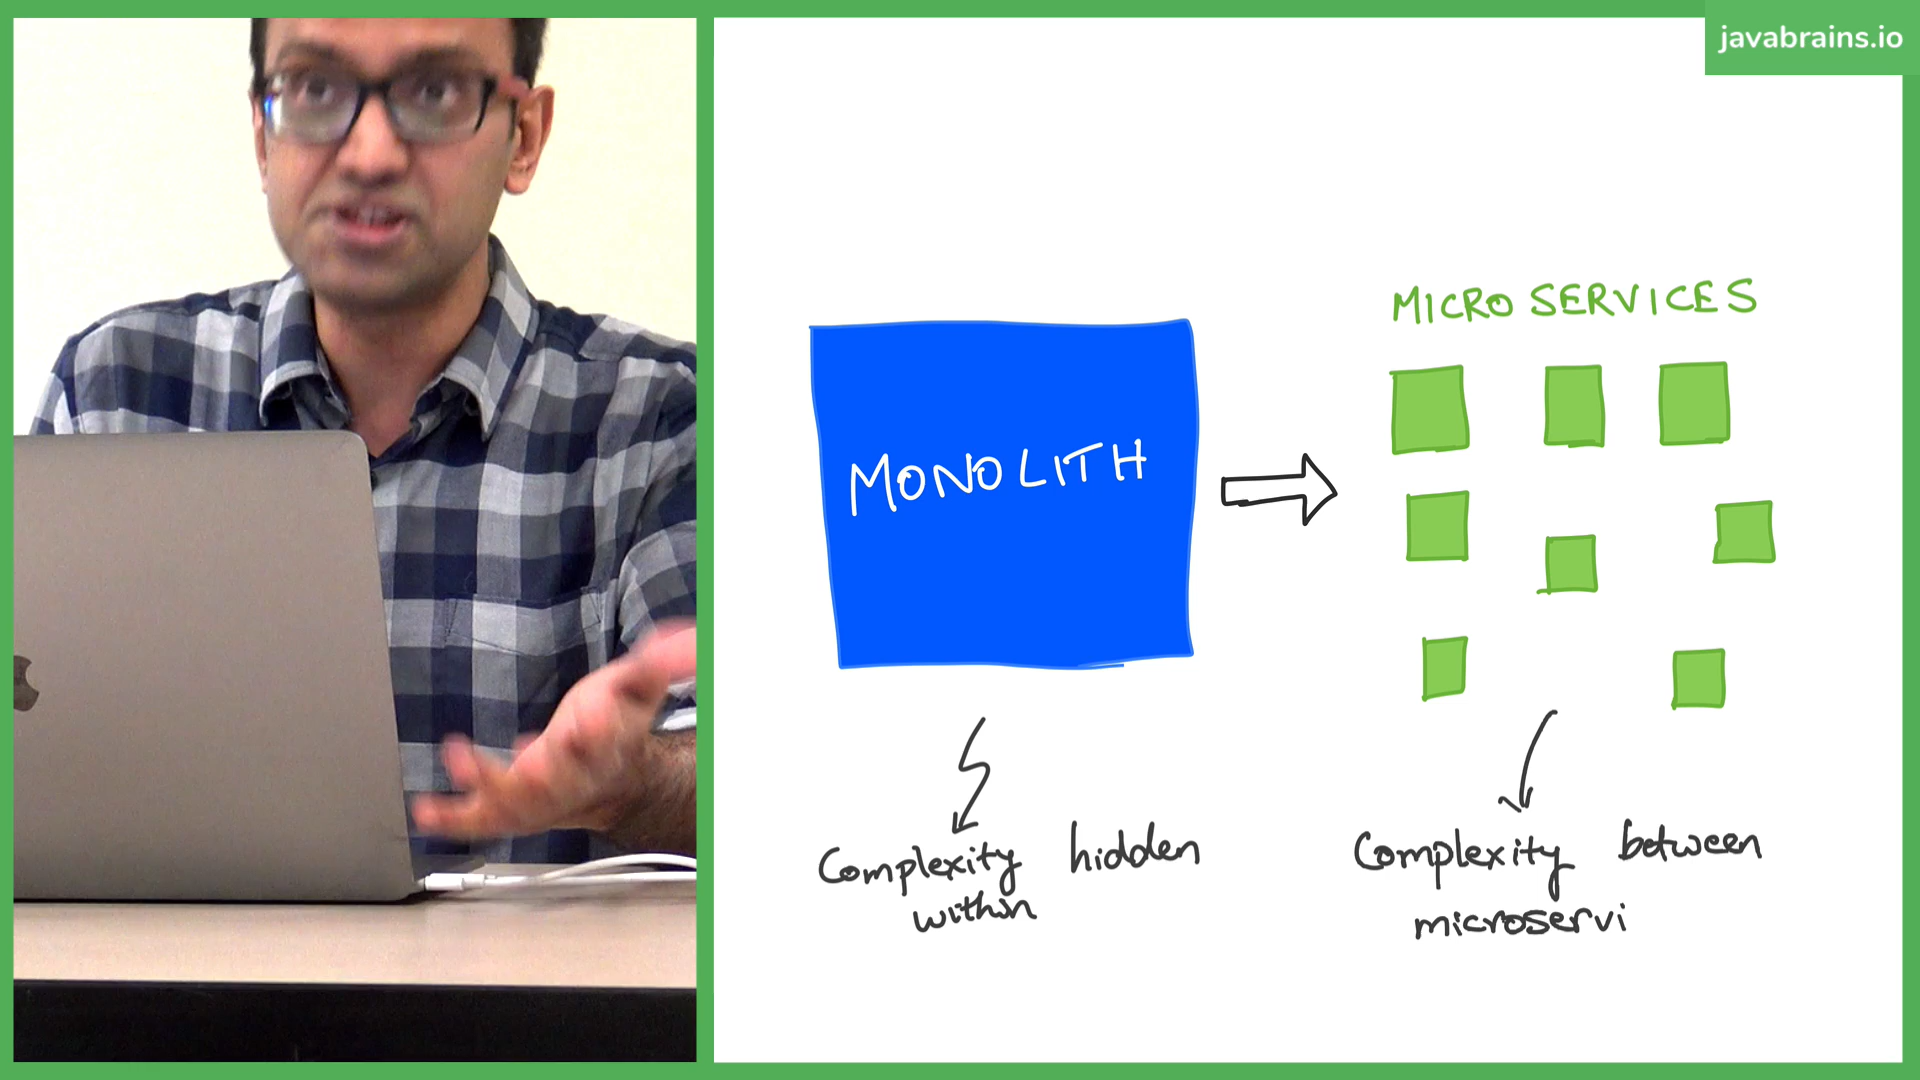 javabrains.io
MICRO SERVICES
MONOLITH
Complexity hidden
within
Complexity between
microservi